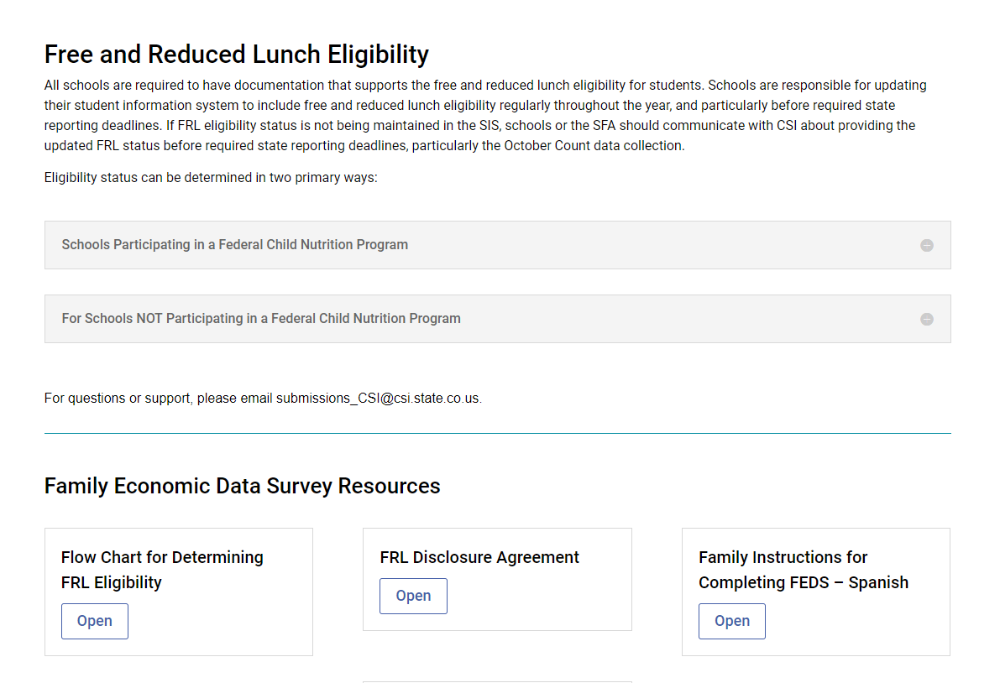 Free and Reduced Lunch Eligibility
All schools are required to have documentation that supports the free and reduced lunch eligibility for students. Schools are responsible for updating
their student information system to include free and reduced lunch eligibility regularly throughout the year, and particularly before required state
reporting deadlines. If FRL eligibility status is not being maintained in the SIS, schools or the SFA should communicate with CSI about providing the
updated FRL status before required state reporting deadlines, particularly the October Count data collection.
Eligibility status can be determined in two primary ways:
Schools Participating in a Federal Child Nutrition Program
For Schools NOT Participating in a Federal Child Nutrition Program
For questions or support, please email submissions_CSI@csi.state.co.us.
Family Economic Data Survey Resources
Flow Chart for Determining
FRL Eligibility
Open
FRL Disclosure Agreement
Open
Family Instructions for
Completing FEDS – Spanish
Open